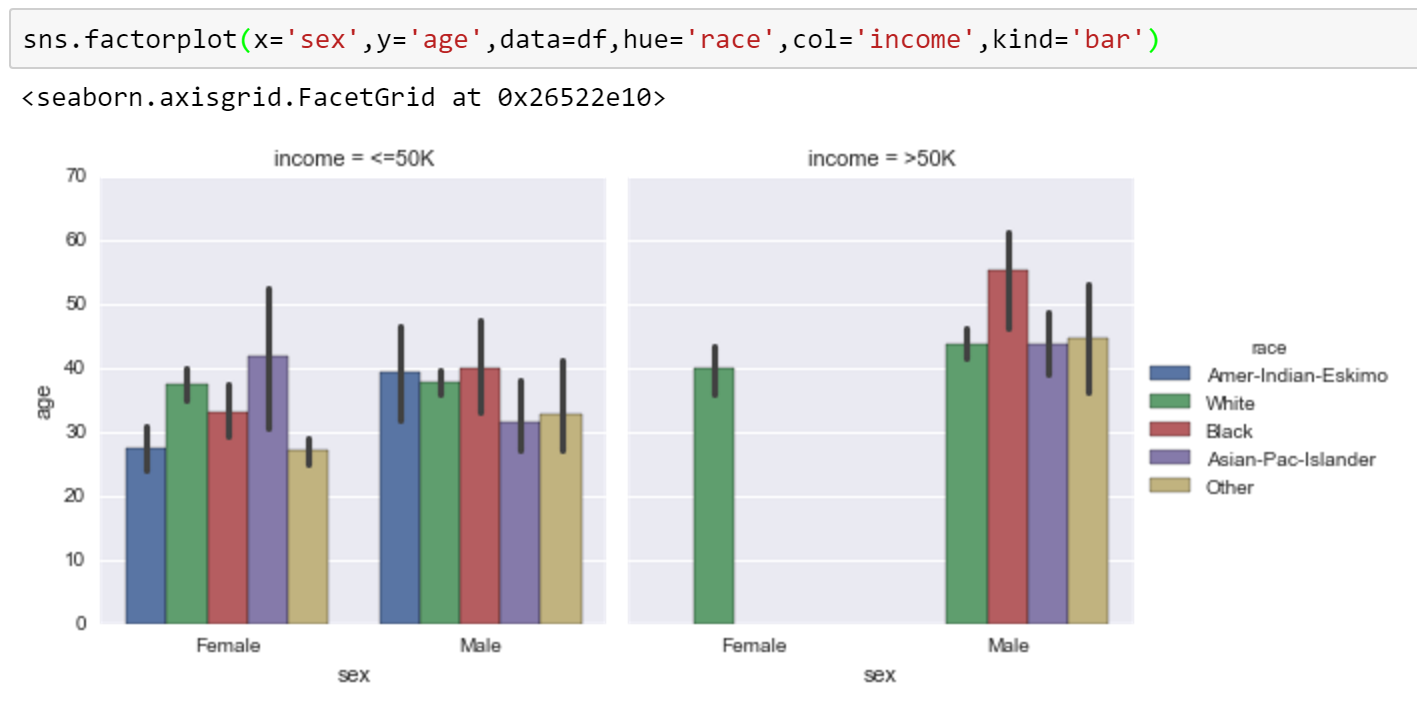 sns.factorplot(x='sex',y='age',data=df,hue='race',col='income',kind='bar')
<seaborn.axisgrid.FacetGrid at 0x26522e10>
income = <=50K
income = >50K
70
60
50
40
30
20
10
0
age
Female
Male
sex
Female
Male
sex
race
Amer-Indian-Eskimo
White
Black
Asian-Pac-Islander
Other